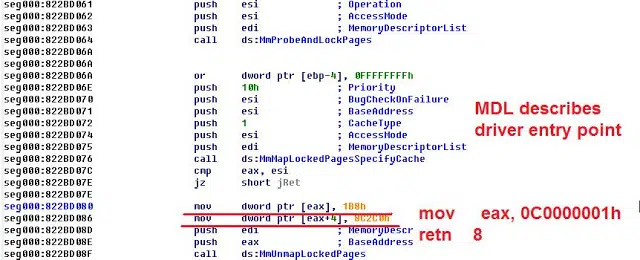 seg000:822BD061 push esi ; Operation
seg000:822BD062 push esi ; AccessMode
seg000:822BD063 push edi ; MemoryDescriptorList
seg000:822BD064 call ds:MmProbeAndLockPages
seg000:822BD06A
seg000:822BD06A
seg000:822BD06A or dword ptr [ebp-4], 0FFFFFFFFh
seg000:822BD06E push 10h ; Priority
seg000:822BD070 push esi ; BugCheckOnFailure
seg000:822BD071 push esi ; BaseAddress
seg000:822BD072 push 1 ; CacheType
seg000:822BD074 push esi ; AccessMode
seg000:822BD075 push edi ; MemoryDescriptorList
seg000:822BD076 call ds:MmMapLockedPagesSpecifyCache
seg000:822BD07C cmp eax, esi
seg000:822BD07E jz short jRet
seg000:822BD07E
seg000:822BD080 mov dword ptr [eax], 1B8h
seg000:822BD086 mov dword ptr [eax+4], 8C2C0h
seg000:822BD08D push edi ; MemoryDescr
seg000:822BD08E push eax ; BaseAddress
seg000:822BD08F call ds:MmUnmapLockedPages
MDL describes
driver entry point
mov eax, 0C0000001h
retn 8